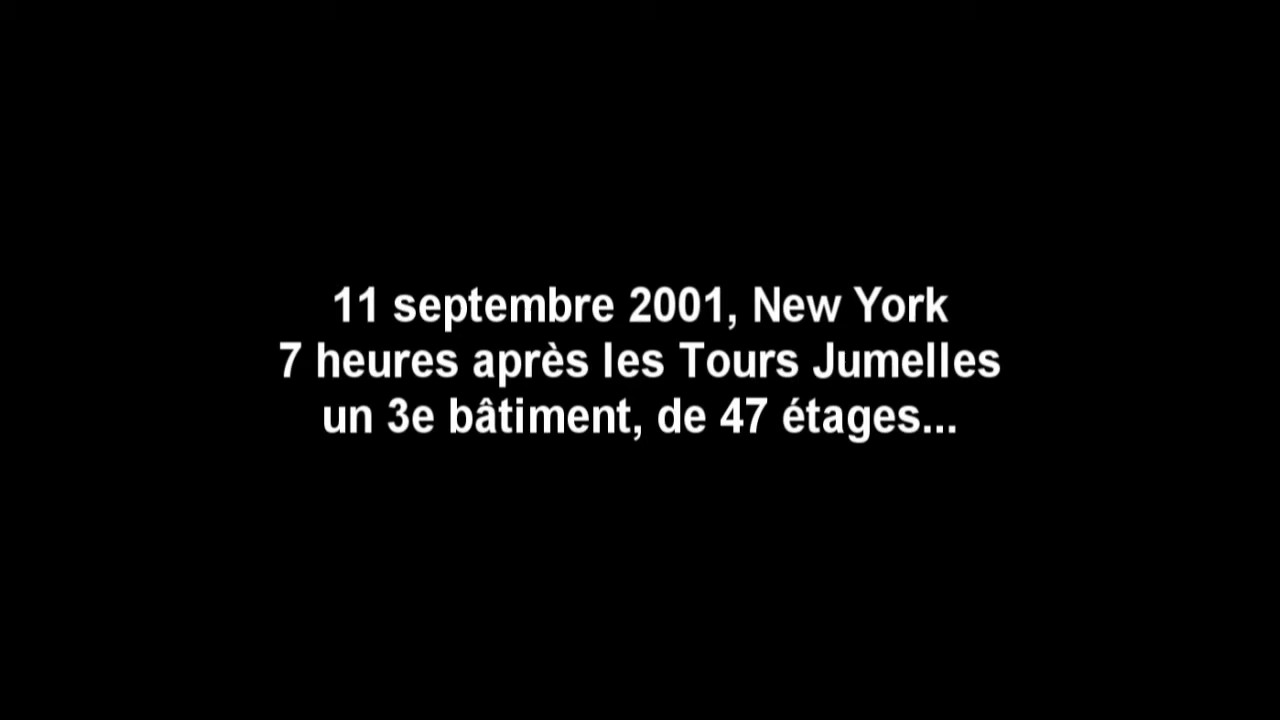 11 septembre 2001, New York
7 heures après les Tours Jumelles
un 3e bâtiment, de 47 étages...